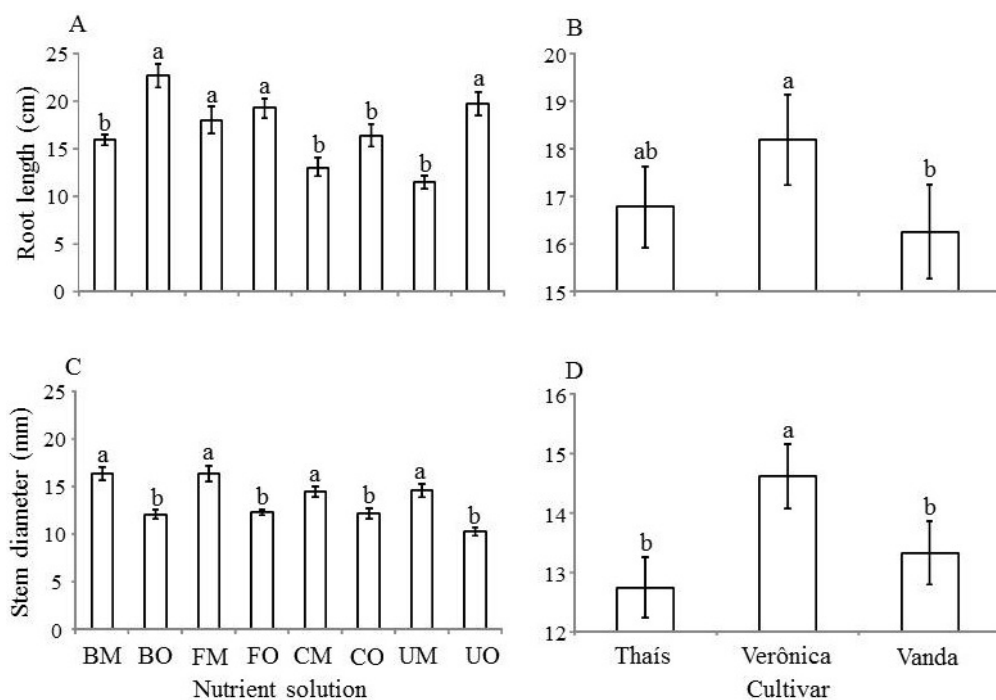 A
Root length (cm)
25
20
15
10
5
0
b
a
a
a
b
b
b
a
B
20
19
18
17
16
15
ab
a
b
C
Stem diameter (mm)
25
20
15
10
5
0
a
b
a
b
a
b
a
b
BM BO FM FO CM CO UM UO
Nutrient solution
D
16
15
14
13
12
b
a
b
Thaís Verônica Vanda
Cultivar